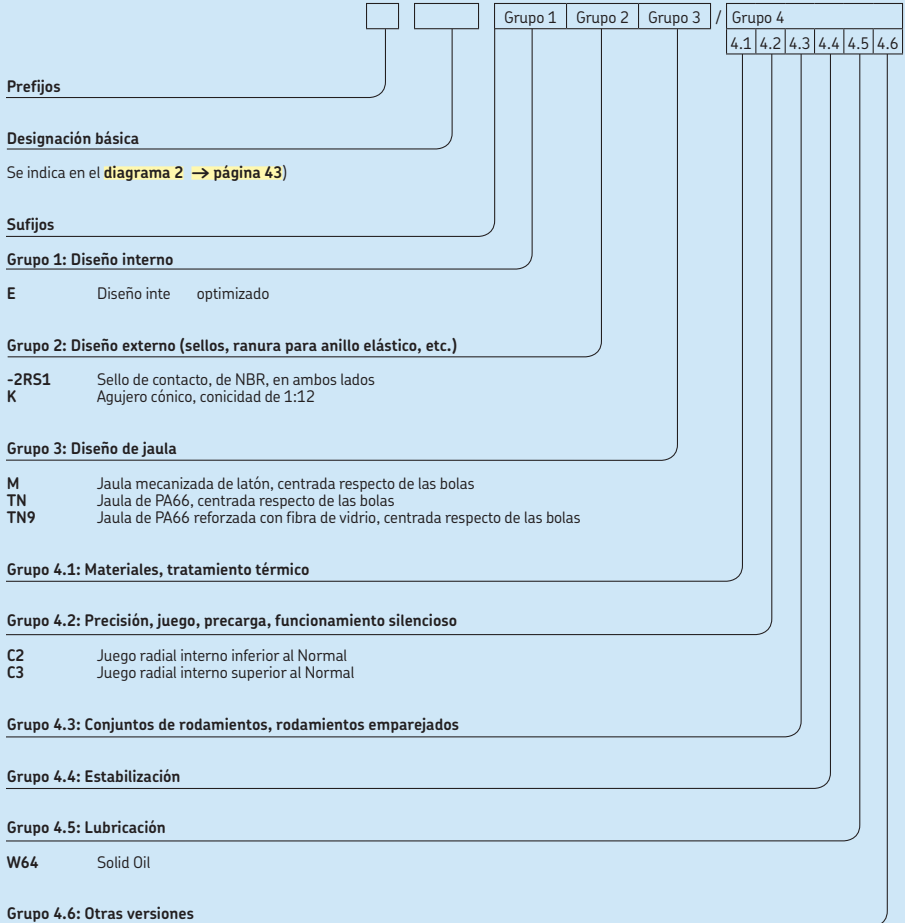 Grupo 1 Grupo 2 Grupo 3 / Grupo 4
4.1 4.2 4.3 4.4 4.5 4.6
Prefijos
Designación básica
Se indica en el diagrama 2 → página 43)
Sufijos
Grupo 1: Diseño interno
E Diseño inte optimizado
Grupo 2: Diseño externo (sellos, ranura para anillo elástico, etc.)
-2RS1 Sello de contacto, de NBR, en ambos lados
K Agujero cónico, conicidad de 1:12
Grupo 3: Diseño de jaula
M Jaula mecanizada de latón, centrada respecto de las bolas
TN Jaula de PA66, centrada respecto de las bolas
TN9 Jaula de PA66 reforzada con fibra de vidrio, centrada respecto de las bolas
Grupo 4.1: Materiales, tratamiento térmico
Grupo 4.2: Precisión, juego, precarga, funcionamiento silencioso
C2 Juego radial interno inferior al Normal
C3 Juego radial interno superior al Normal
Grupo 4.3: Conjuntos de rodamientos, rodamientos emparejados
Grupo 4.4: Estabilización
Grupo 4.5: Lubricación
W64 Solid Oil
Grupo 4.6: Otras versiones